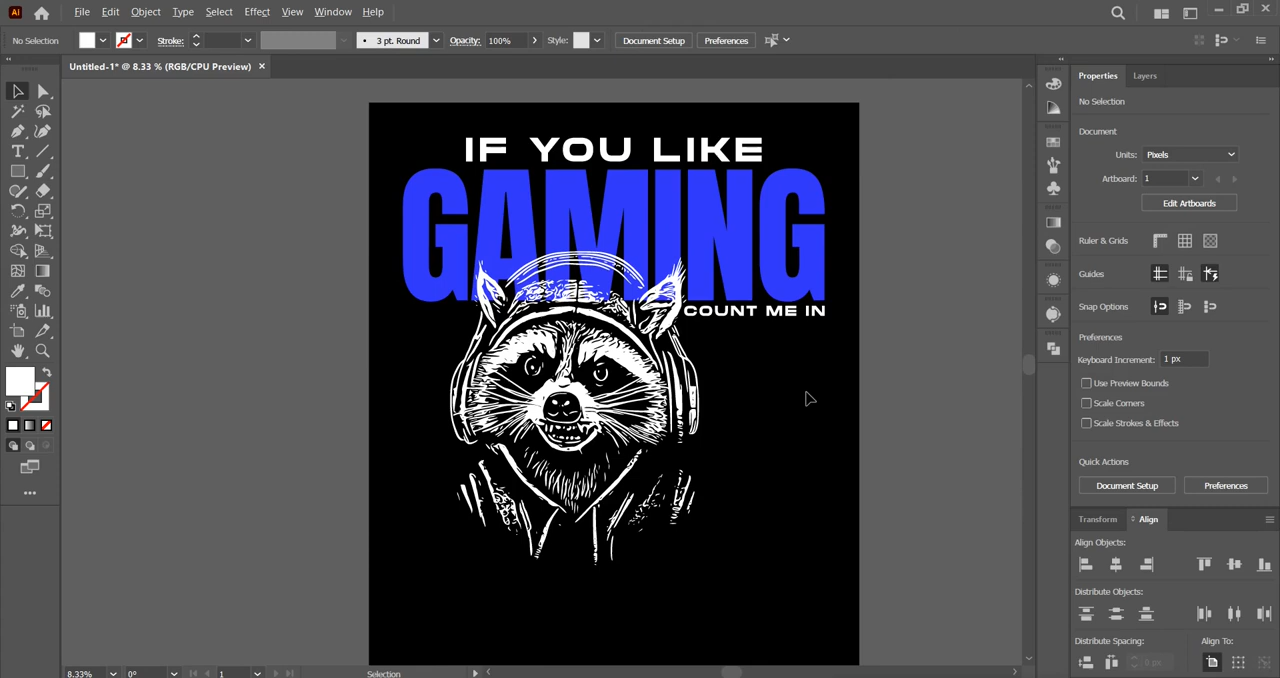 Ai File Edit Object Type Select Effect View Window Help
No Selection Stroke: 3 pt. Round Opacity: 100% Style: Document Setup Preferences
Untitled-1* @ 8.33 % (RGB/CPU Preview) ×
Properties Layers
No Selection
Document
Units: Pixels
Artboard: 1
Edit Artboards
Ruler & Grids
Guides
Snap Options
Preferences
Keyboard Increment: 1 px
Use Preview Bounds
Scale Corners
Scale Strokes & Effects
Quick Actions
Document Setup Preferences
Transform Align
Align Objects:
Distribute Objects:
Distribute Spacing: Align To:
0 px
IF YOU LIKE
GAMING
COUNT ME IN
8.33% 0° 1 Selection